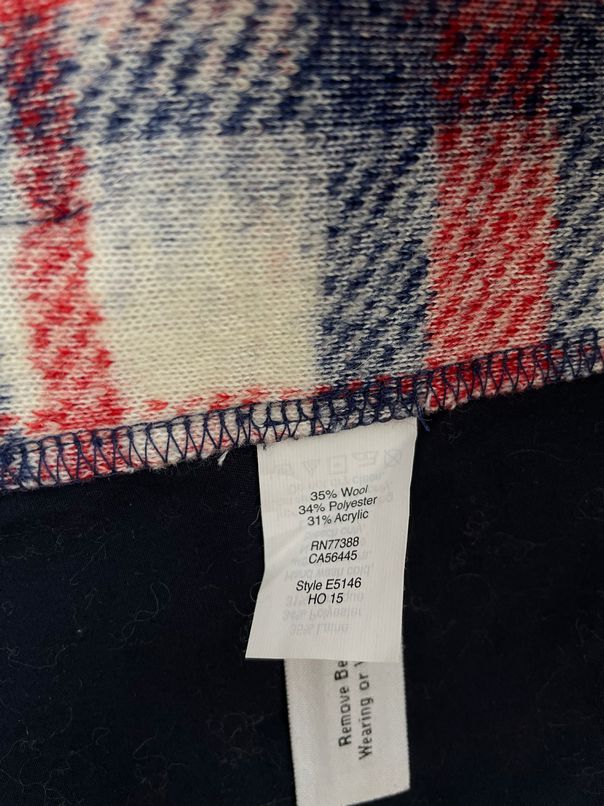 35% Wool
34% Polyester
31% Acrylic
RN77388
CA56445
Style E5146
HO 15
Remove Be
Wearing or